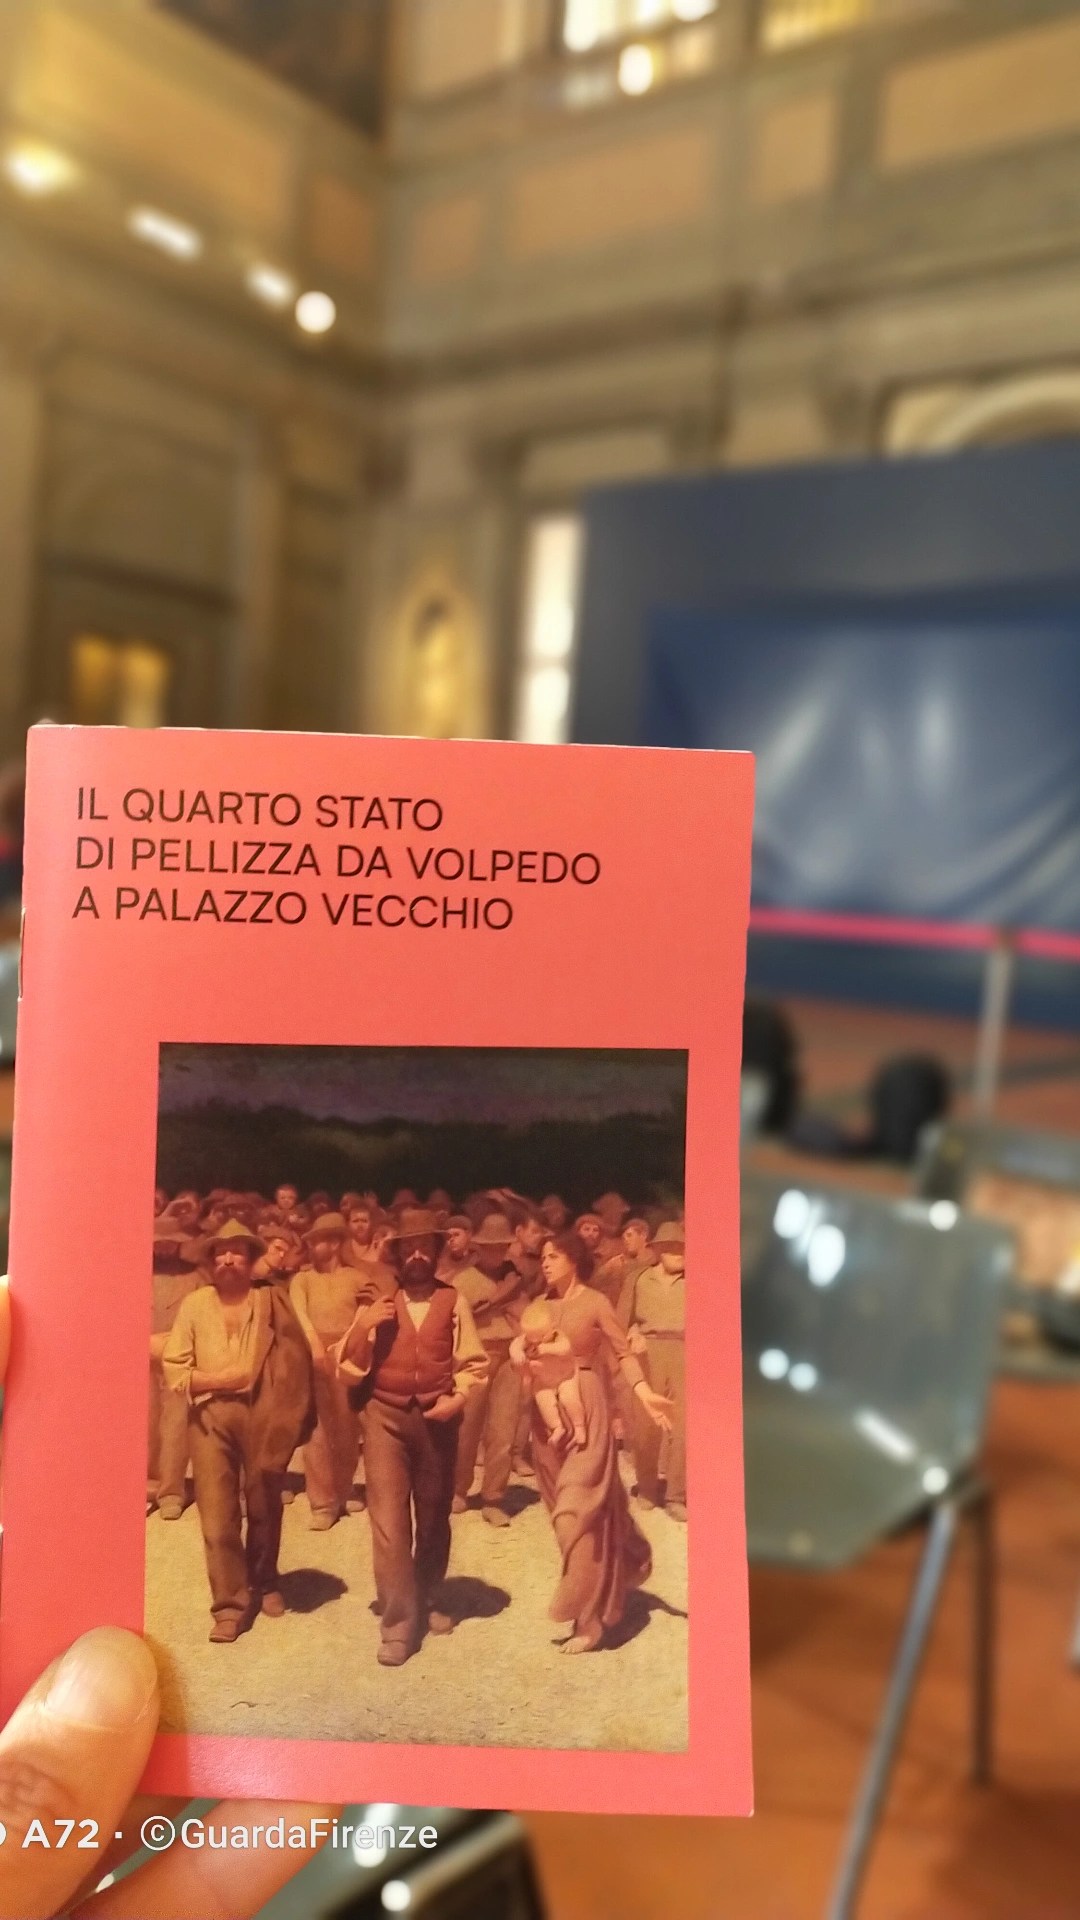 IL QUARTO STATO
DI PELLIZZA DA VOLPEDO
A PALAZZO VECCHIO
A72 · ©GuardaFirenze